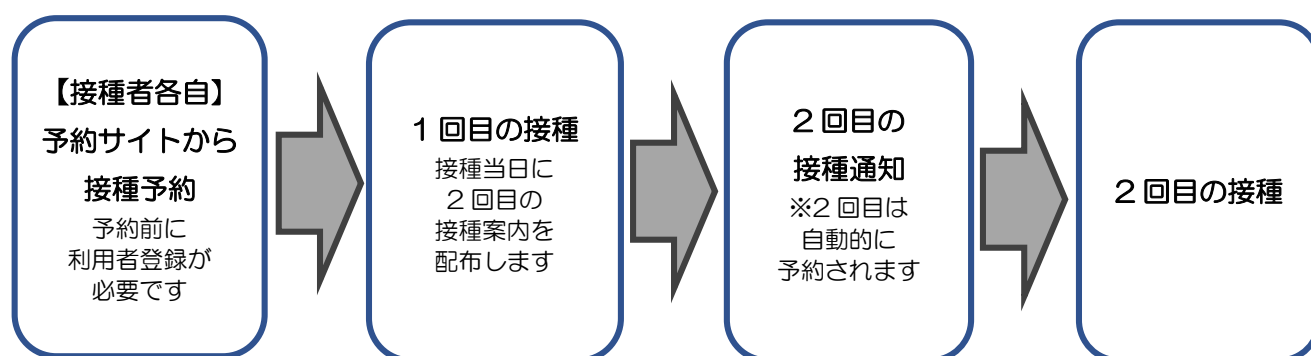 【接種者各自】
予約サイトから
接種予約
予約前に
利用者登録が
必要です
１回目の接種
接種当日に
２回目の
接種案内を
配布します
２回目の
接種通知
※２回目は
自動的に
予約されます
２回目の接種